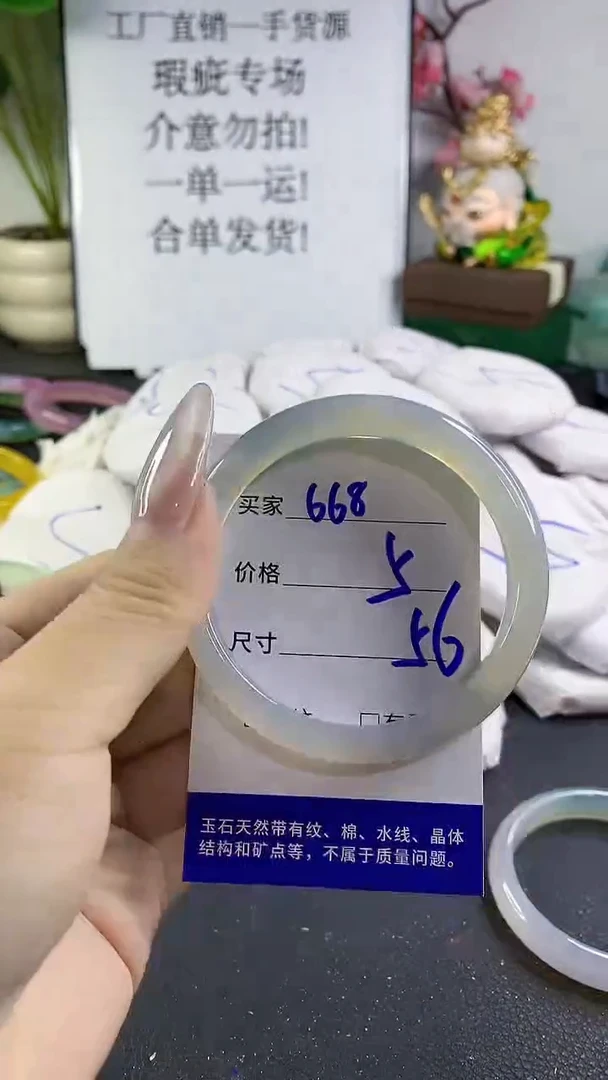 工厂直销一手货源
瑕疵专场
介意勿拍!
一单一运!
合单发货!
买家 668
价格 5
尺寸 56
玉石天然带有纹、棉、水线、晶体
结构和矿点等，不属于质量问题。